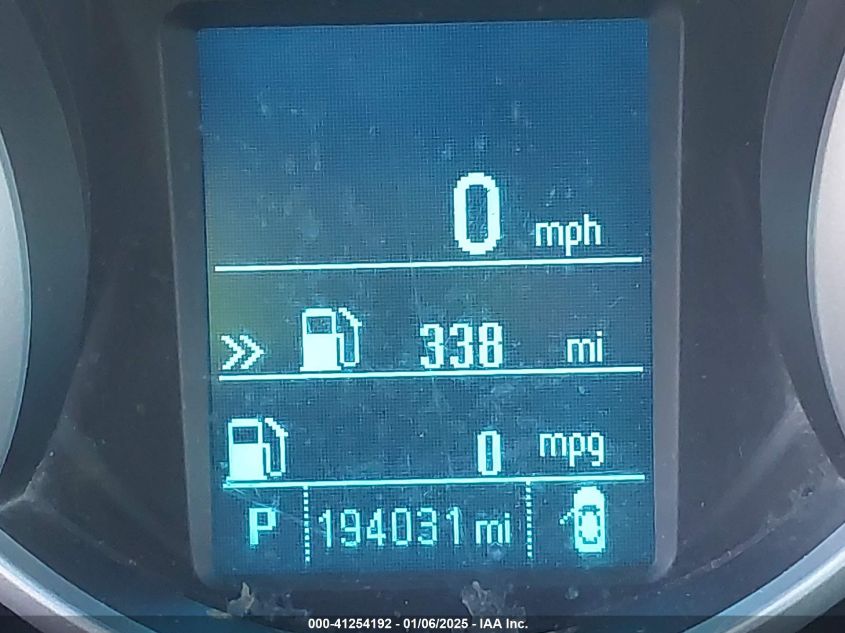 0 mph
338 mi
0 mpg
P 194031 mi
000-41254192 - 01/06/2025 - IAA Inc.